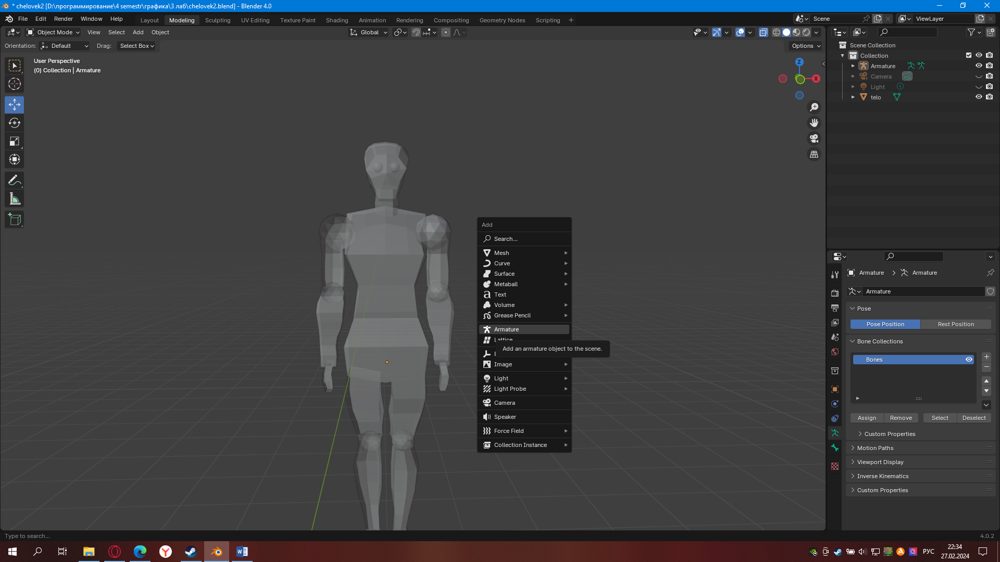 * chelovek2 [D:\программирование\4 semestr\графика\3 лаб\chelovek2.blend] - Blender 4.0
File Edit Render Window Help
Layout Modeling Sculpting UV Editing Texture Paint Shading Animation Rendering Compositing Geometry Nodes Scripting +
Scene
ViewLayer
Object Mode View Select Add Object
Global
Orientation: Default Drag: Select Box
Options
User Perspective
(0) Collection | Armature
Z
X
Scene Collection
Collection
Armature
Camera
Light
telo
Add
Search...
Mesh
Curve
Surface
Metaball
Text
Volume
Grease Pencil
Armature
Lattice
Add an armature object to the scene.
Image
Light
Light Probe
Camera
Speaker
Force Field
Collection Instance
Armature > Armature
Armature
Pose
Pose Position Rest Position
Bone Collections
Bones
Assign Remove Select Deselect
Custom Properties
Motion Paths
Viewport Display
Inverse Kinematics
Custom Properties
Type to search...
4.0.2
РУС
22:34
27.02.2024